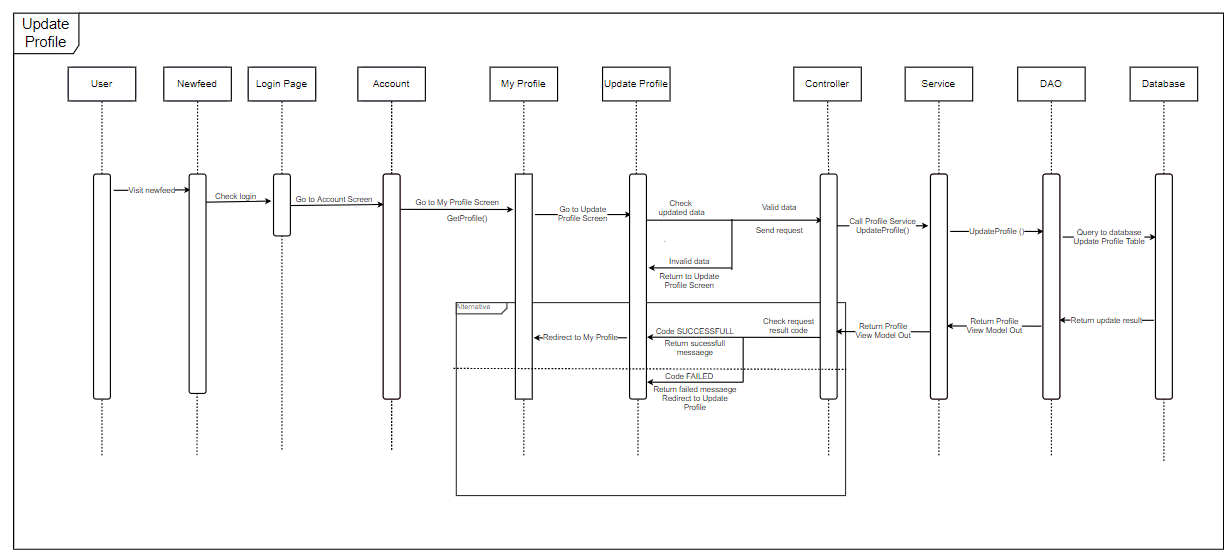 Update
Profile
User
Newfeed
Login Page
Account
My Profile
Update Profile
Controller
Service
DAO
Database
Visit newfeed
Check login
Go to Account Screen
Go to My Profile Screen
GetProfile()
Go to Update
Profile Screen
Check
updated data
Valid data
Send request
Call Profile Service
UpdateProfile()
UpdateProfile ()
Query to database
Update Profile Table
Invalid data
Return to Update
Profile Screen
Alternative
Return update result
Return Profile
View Model Out
Return Profile
View Model Out
Check request
result code
Code SUCCESSFULL
Return sucessfull
messaege
Redirect to My Profile
Code FAILED
Return failed messaege
Redirect to Update
Profile